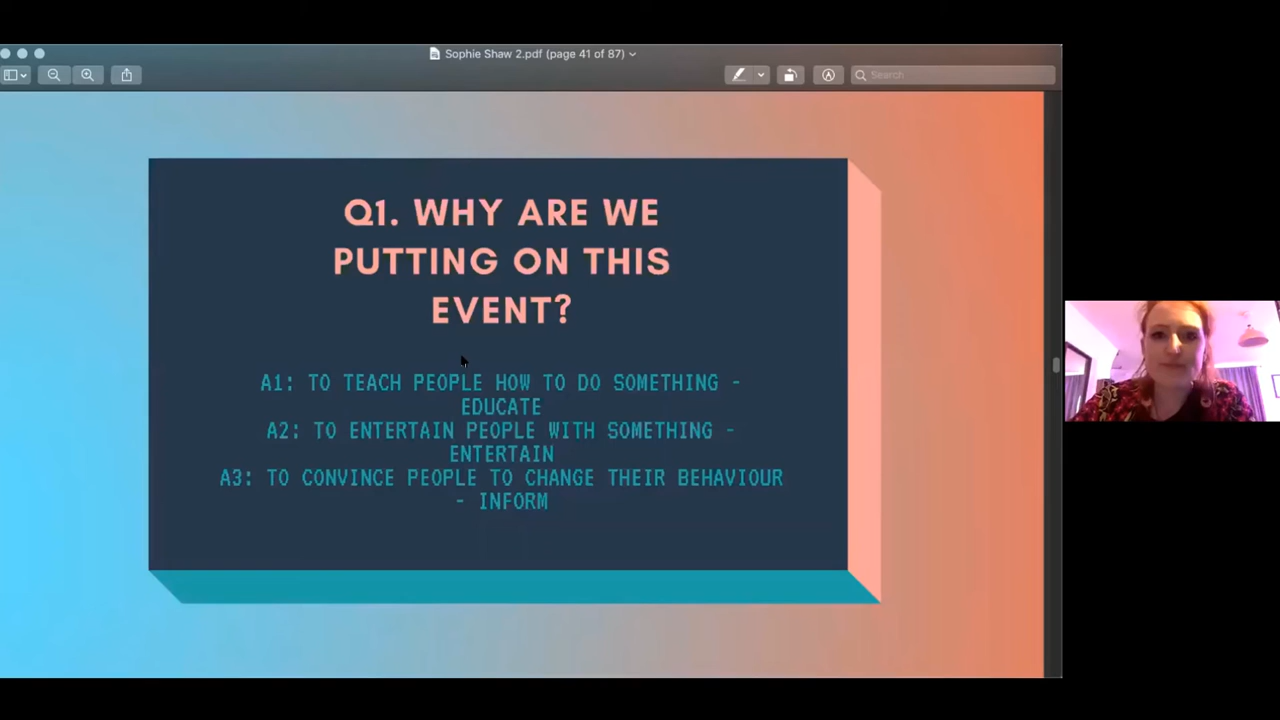 Sophie Shaw 2.pdf (page 41 of 87)
Search
Q1. WHY ARE WE
PUTTING ON THIS
EVENT?
A1: TO TEACH PEOPLE HOW TO DO SOMETHING -
EDUCATE
A2: TO ENTERTAIN PEOPLE WITH SOMETHING -
ENTERTAIN
A3: TO CONVINCE PEOPLE TO CHANGE THEIR BEHAVIOUR
- INFORM